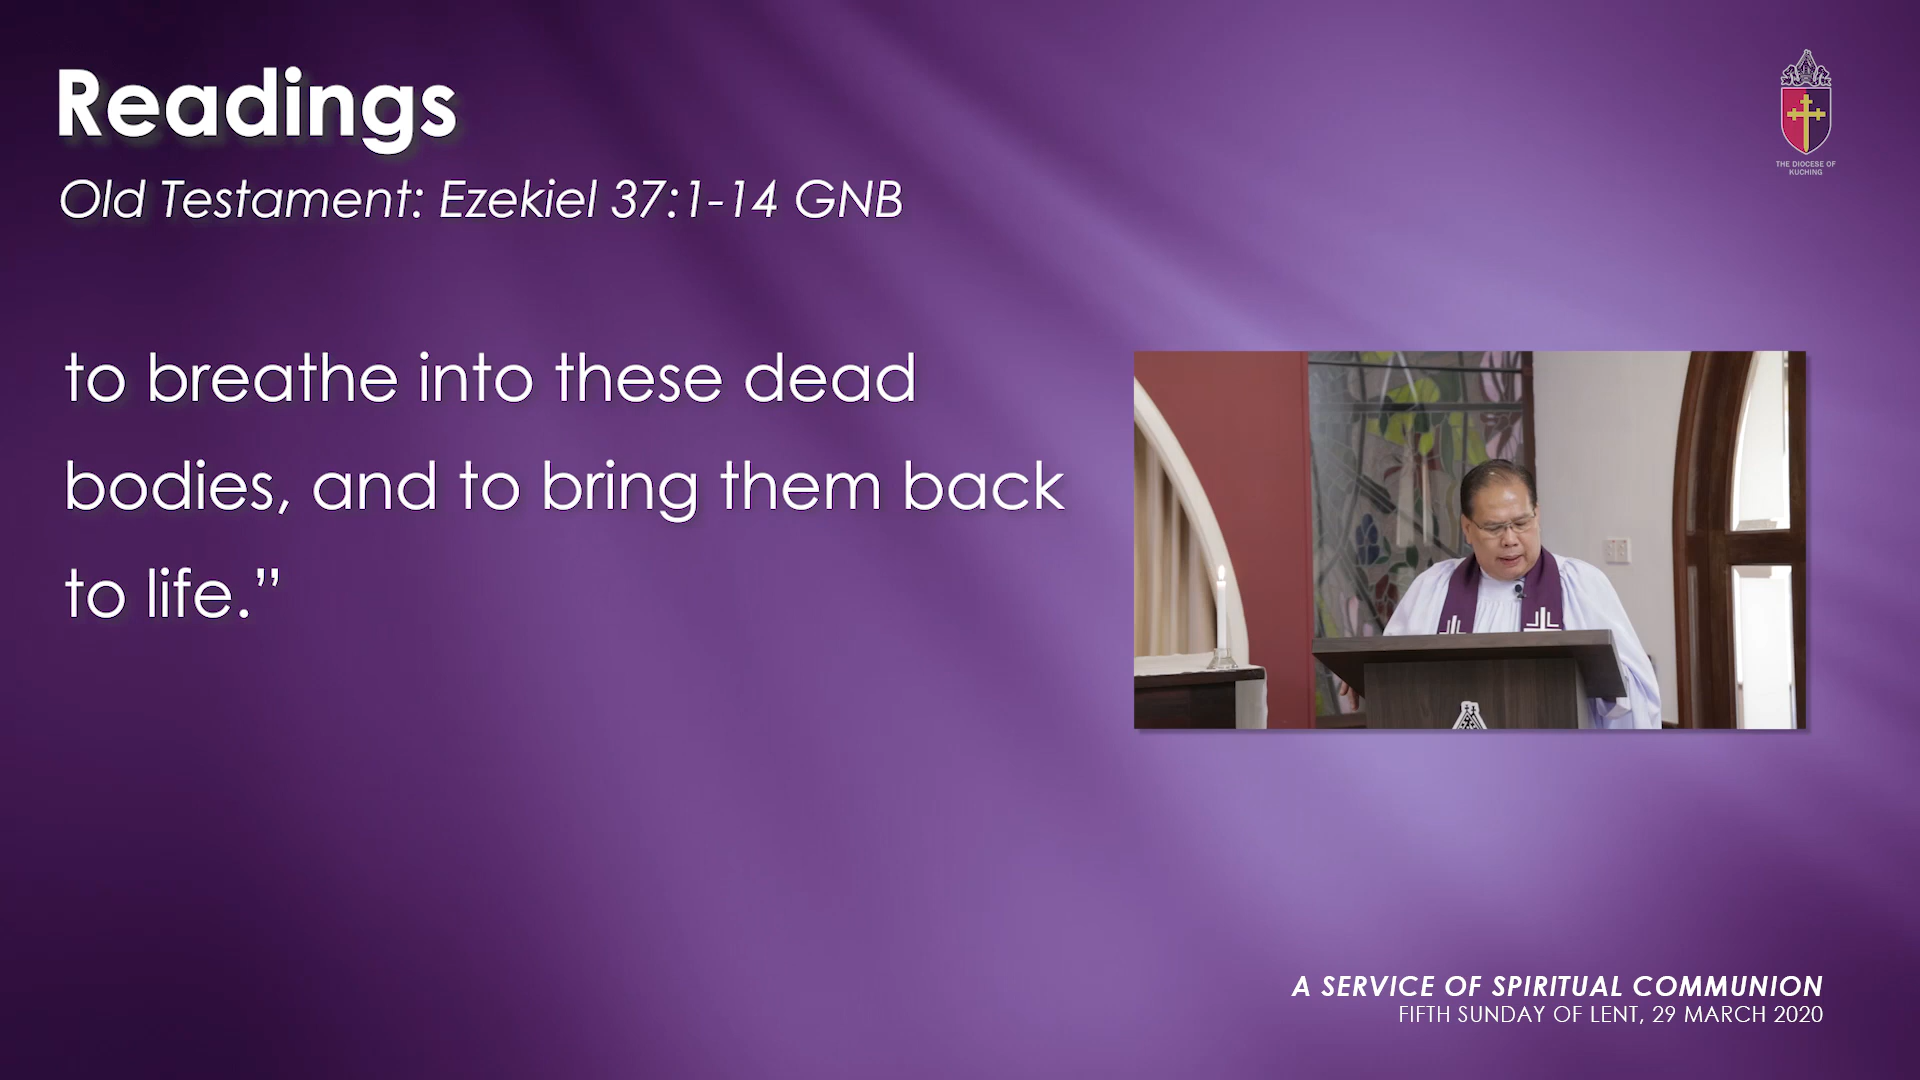 Readings
Old Testament: Ezekiel 37:1-14 GNB
THE DIOCESE OF
KUCHING
to breathe into these dead
bodies, and to bring them back
to life.”
A SERVICE OF SPIRITUAL COMMUNION
FIFTH SUNDAY OF LENT, 29 MARCH 2020